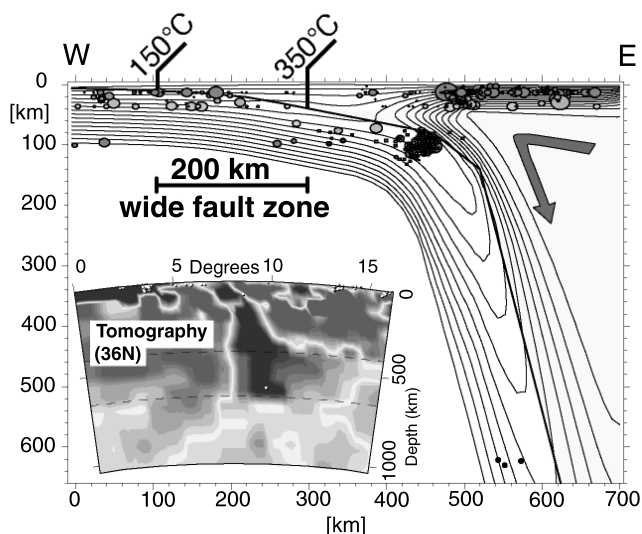 W
150°C
350°C
E
0
[km]
100
200
300
400
500
600
200 km
wide fault zone
0
5
Degrees
10
15
0
500
1000
Depth (km)
Tomography
(36N)
0
100
200
300
400
500
600
700
[km]